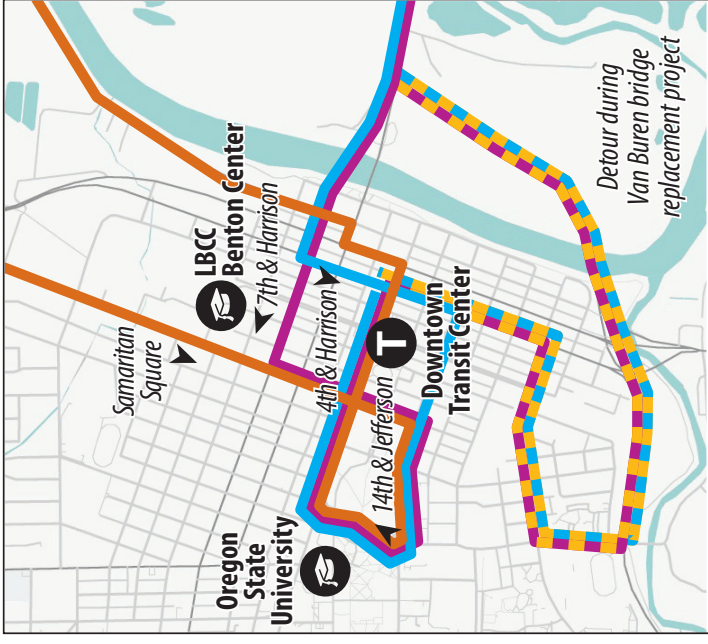 Samaritan
Square
LBCC
Benton Center
7th & Harrison
4th & Harrison
14th & Jefferson
T
Downtown
Transit Center
Oregon
State
University
Detour during
Van Buren bridge
replacement project